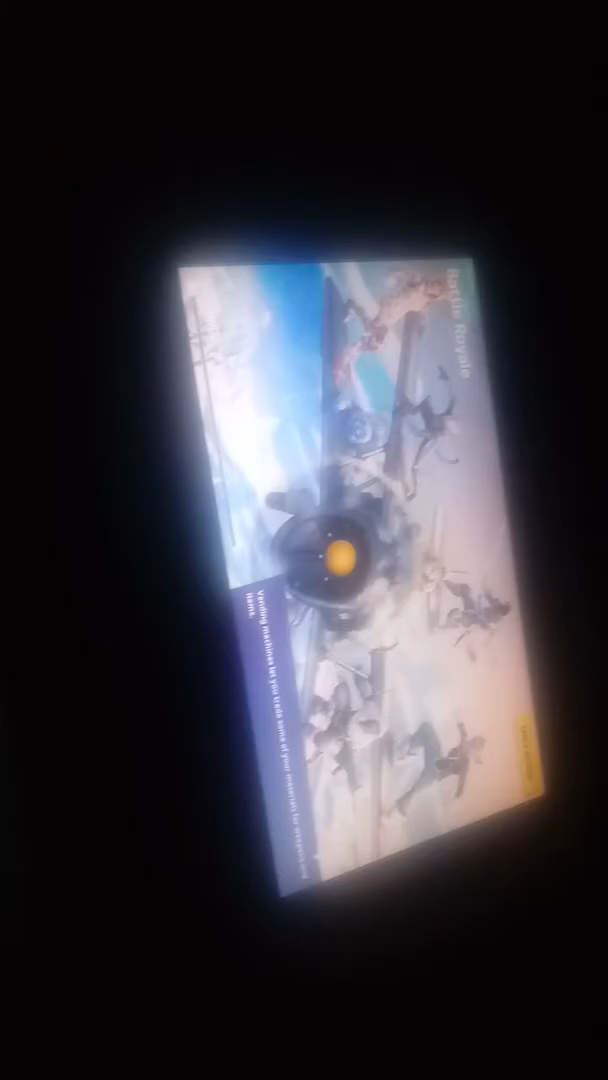 Battle Royale
Vending machines let you trade some of your materials for weapons and
items.